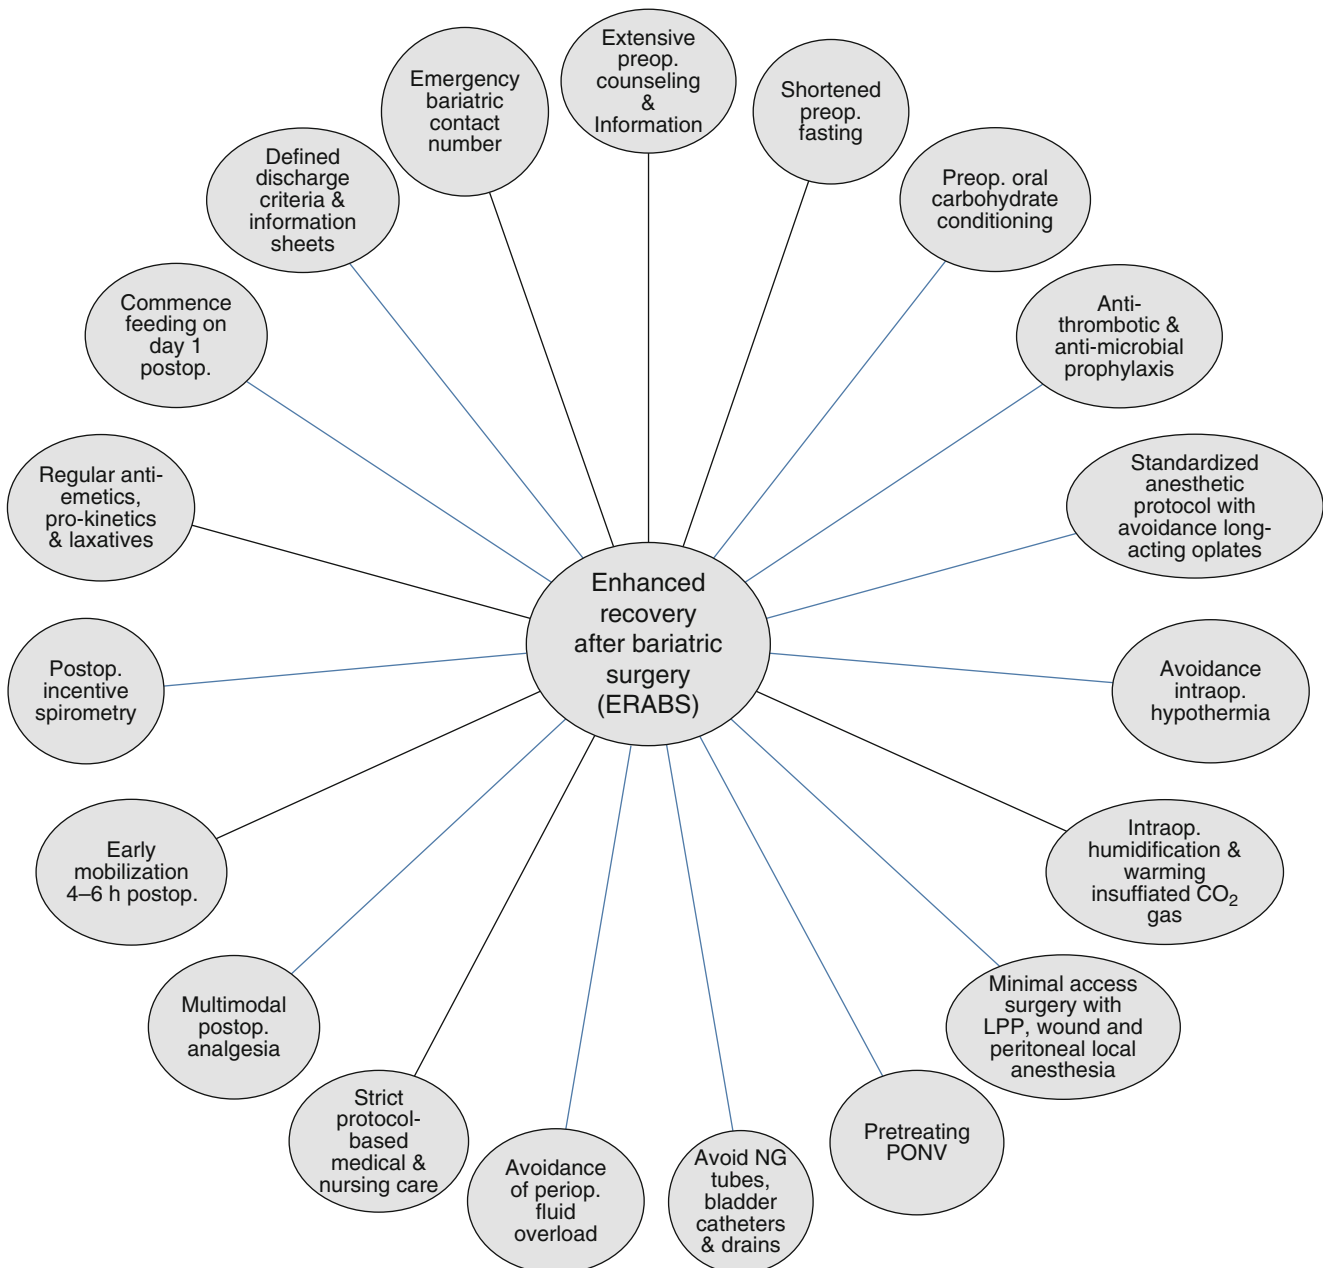 Extensive
preop.
counseling
&
Information
Shortened
preop.
fasting
Preop. oral
carbohydrate
conditioning
Anti-
thrombotic &
anti-microbial
prophylaxis
Standardized
anesthetic
protocol with
avoidance long-
acting oplates
Avoidance
intraop.
hypothermia
Intraop.
humidification &
warming
insuffiated CO₂
gas
Minimal access
surgery with
LPP, wound and
peritoneal local
anesthesia
Pretreating
PONV
Avoid NG
tubes,
bladder
catheters
& drains
Avoidance
of periop.
fluid
overload
Strict
protocol-
based
medical &
nursing care
Multimodal
postop.
analgesia
Early
mobilization
4–6 h postop.
Postop.
incentive
spirometry
Regular anti-
emetics,
pro-kinetics
& laxatives
Commence
feeding on
day 1
postop.
Defined
discharge
criteria &
information
sheets
Emergency
bariatric
contact
number
Enhanced
recovery
after bariatric
surgery
(ERABS)